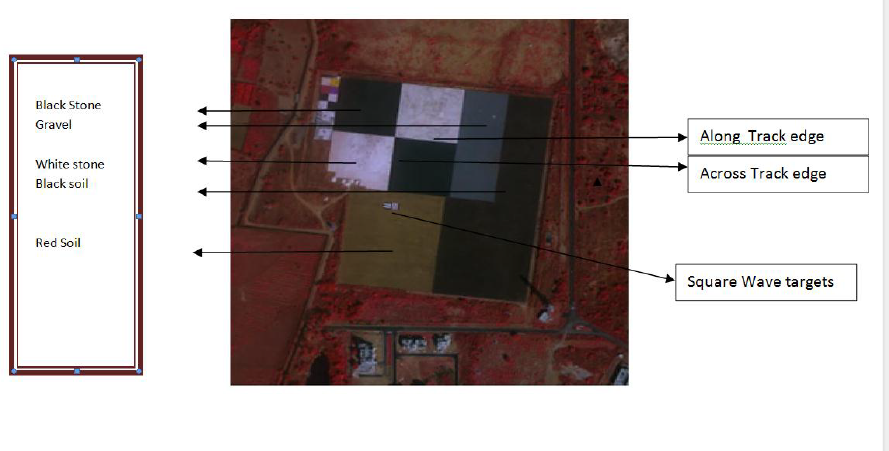 Black Stone
Gravel
White stone
Black soil
Red Soil
Along Track edge
Across Track edge
Square Wave targets